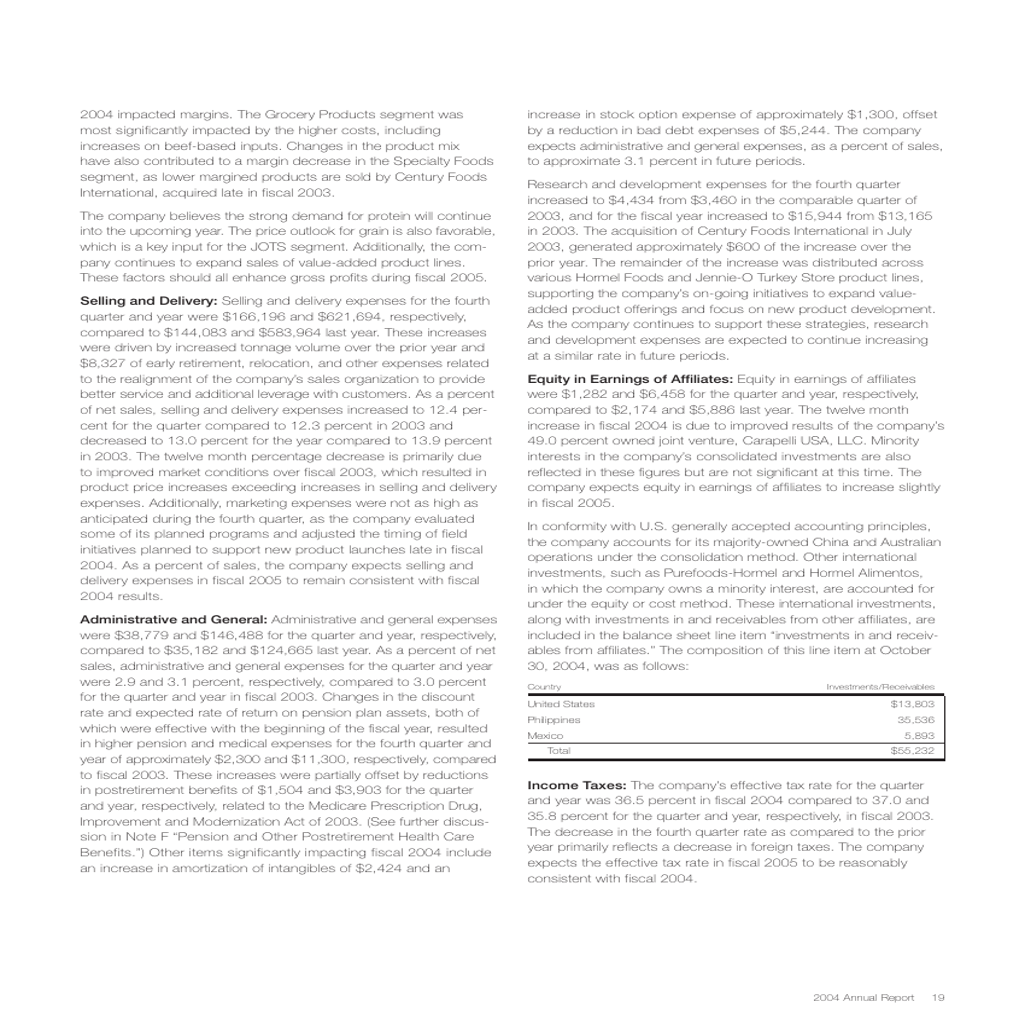 2004 impacted margins. The Grocery Products segment was
most significantly impacted by the higher costs, including
increases on beef-based inputs. Changes in the product mix
have also contributed to a margin decrease in the Specialty Foods
segment, as lower margined products are sold by Century Foods
International, acquired late in fiscal 2003.
The company believes the strong demand for protein will continue
into the upcoming year. The price outlook for grain is also favorable,
which is a key input for the JOTS segment. Additionally, the com-
pany continues to expand sales of value-added product lines.
These factors should all enhance gross profits during fiscal 2005.
Selling and Delivery: Selling and delivery expenses for the fourth
quarter and year were $166,196 and $621,694, respectively,
compared to $144,083 and $583,964 last year. These increases
were driven by increased tonnage volume over the prior year and
$8,327 of early retirement, relocation, and other expenses related
to the realignment of the company's sales organization to provide
better service and additional leverage with customers. As a percent
of net sales, selling and delivery expenses increased to 12.4 per-
cent for the quarter compared to 12.3 percent in 2003 and
decreased to 13.0 percent for the year compared to 13.9 percent
in 2003. The twelve month percentage decrease is primarily due
to improved market conditions over fiscal 2003, which resulted in
product price increases exceeding increases in selling and delivery
expenses. Additionally, marketing expenses were not as high as
anticipated during the fourth quarter, as the company evaluated
some of its planned programs and adjusted the timing of field
initiatives planned to support new product launches late in fiscal
2004. As a percent of sales, the company expects selling and
delivery expenses in fiscal 2005 to remain consistent with fiscal
2004 results.
Administrative and General: Administrative and general expenses
were $38,779 and $146,488 for the quarter and year, respectively,
compared to $35,182 and $124,665 last year. As a percent of net
sales, administrative and general expenses for the quarter and year
were 2.9 and 3.1 percent, respectively, compared to 3.0 percent
for the quarter and year in fiscal 2003. Changes in the discount
rate and expected rate of return on pension plan assets, both of
which were effective with the beginning of the fiscal year, resulted
in higher pension and medical expenses for the fourth quarter and
year of approximately $2,300 and $11,300, respectively, compared
to fiscal 2003. These increases were partially offset by reductions
in postretirement benefits of $1,504 and $3,903 for the quarter
and year, respectively, related to the Medicare Prescription Drug,
Improvement and Modernization Act of 2003. (See further discus-
sion in Note F “Pension and Other Postretirement Health Care
Benefits.”) Other items significantly impacting fiscal 2004 include
an increase in amortization of intangibles of $2,424 and an
increase in stock option expense of approximately $1,300, offset
by a reduction in bad debt expenses of $5,244. The company
expects administrative and general expenses, as a percent of sales,
to approximate 3.1 percent in future periods.
Research and development expenses for the fourth quarter
increased to $4,434 from $3,460 in the comparable quarter of
2003, and for the fiscal year increased to $15,944 from $13,165
in 2003. The acquisition of Century Foods International in July
2003, generated approximately $600 of the increase over the
prior year. The remainder of the increase was distributed across
various Hormel Foods and Jennie-O Turkey Store product lines,
supporting the company's on-going initiatives to expand value-
added product offerings and focus on new product development.
As the company continues to support these strategies, research
and development expenses are expected to continue increasing
at a similar rate in future periods.
Equity in Earnings of Affiliates: Equity in earnings of affiliates
were $1,282 and $6,458 for the quarter and year, respectively,
compared to $2,174 and $5,886 last year. The twelve month
increase in fiscal 2004 is due to improved results of the company's
49.0 percent owned joint venture, Carapelli USA, LLC. Minority
interests in the company's consolidated investments are also
reflected in these figures but are not significant at this time. The
company expects equity in earnings of affiliates to increase slightly
in fiscal 2005.
In conformity with U.S. generally accepted accounting principles,
the company accounts for its majority-owned China and Australian
operations under the consolidation method. Other international
investments, such as Purefoods-Hormel and Hormel Alimentos,
in which the company owns a minority interest, are accounted for
under the equity or cost method. These international investments,
along with investments in and receivables from other affiliates, are
included in the balance sheet line item “investments in and receiv-
ables from affiliates.” The composition of this line item at October
30, 2004, was as follows:
Country Investments/Receivables
United States $13,803
Philippines 35,536
Mexico 5,893
Total $55,232
Income Taxes: The company's effective tax rate for the quarter
and year was 36.5 percent in fiscal 2004 compared to 37.0 and
35.8 percent for the quarter and year, respectively, in fiscal 2003.
The decrease in the fourth quarter rate as compared to the prior
year primarily reflects a decrease in foreign taxes. The company
expects the effective tax rate in fiscal 2005 to be reasonably
consistent with fiscal 2004.
2004 Annual Report 19